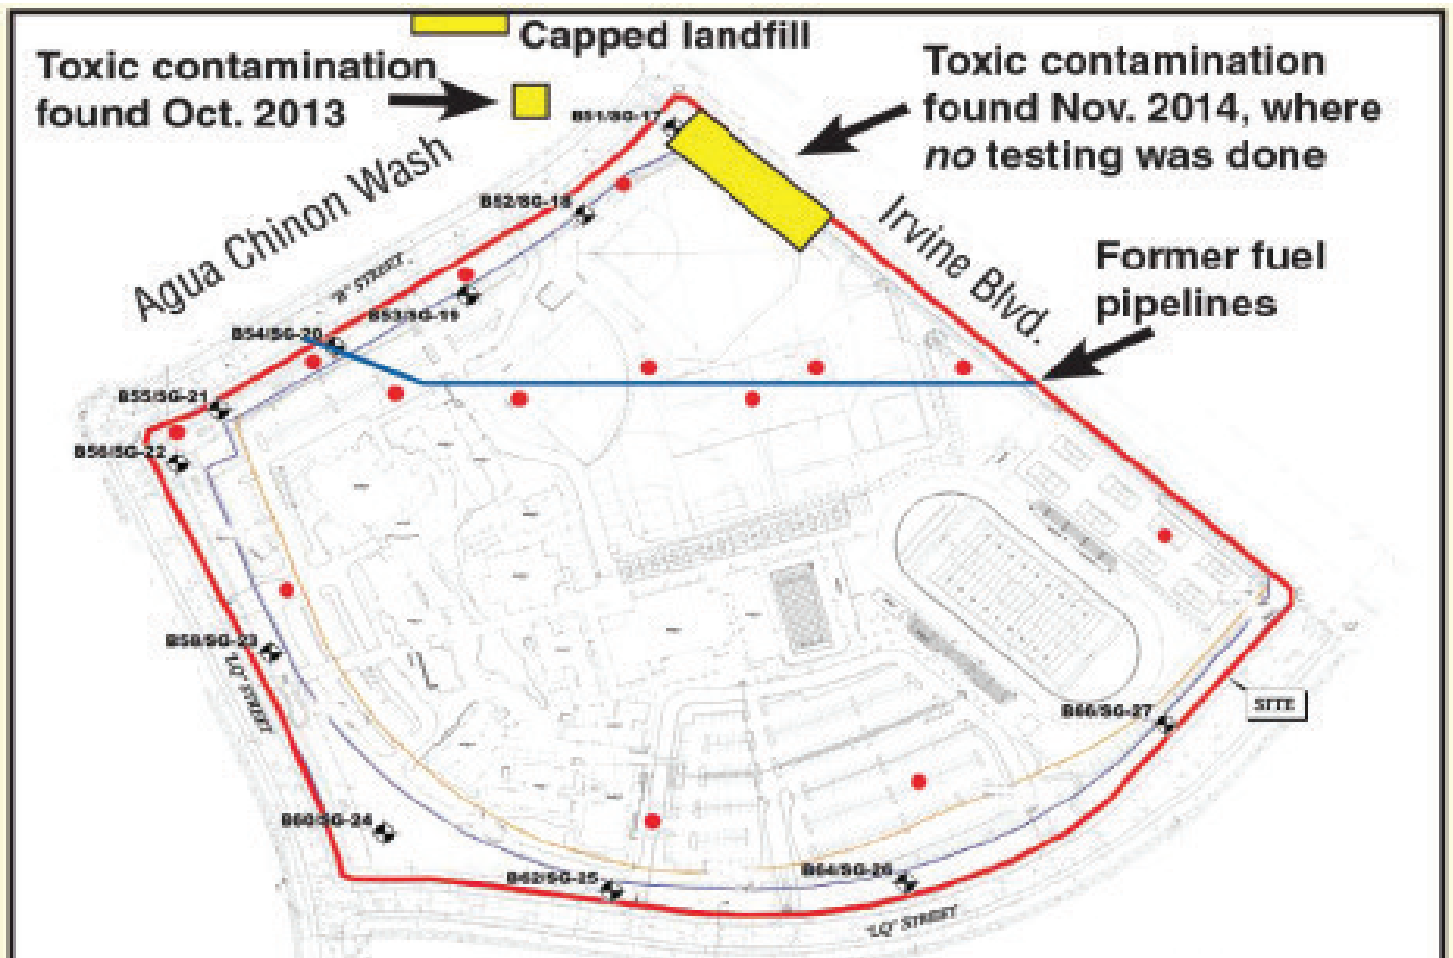 Capped landfill
Toxic contamination
found Oct. 2013
Toxic contamination
found Nov. 2014, where
no testing was done
Agua Chinon Wash
Irvine Blvd.
Former fuel
pipelines
B51/SG-17
B52/SG-18
"B" STREET
B53/SG-19
B54/SG-20
B55/SG-21
B56/SG-22
B58/SG-23
"LQ" STREET
B66/SG-27
SITE
B60/SG-24
B62/SG-25
B64/SG-26
"LQ" STREET